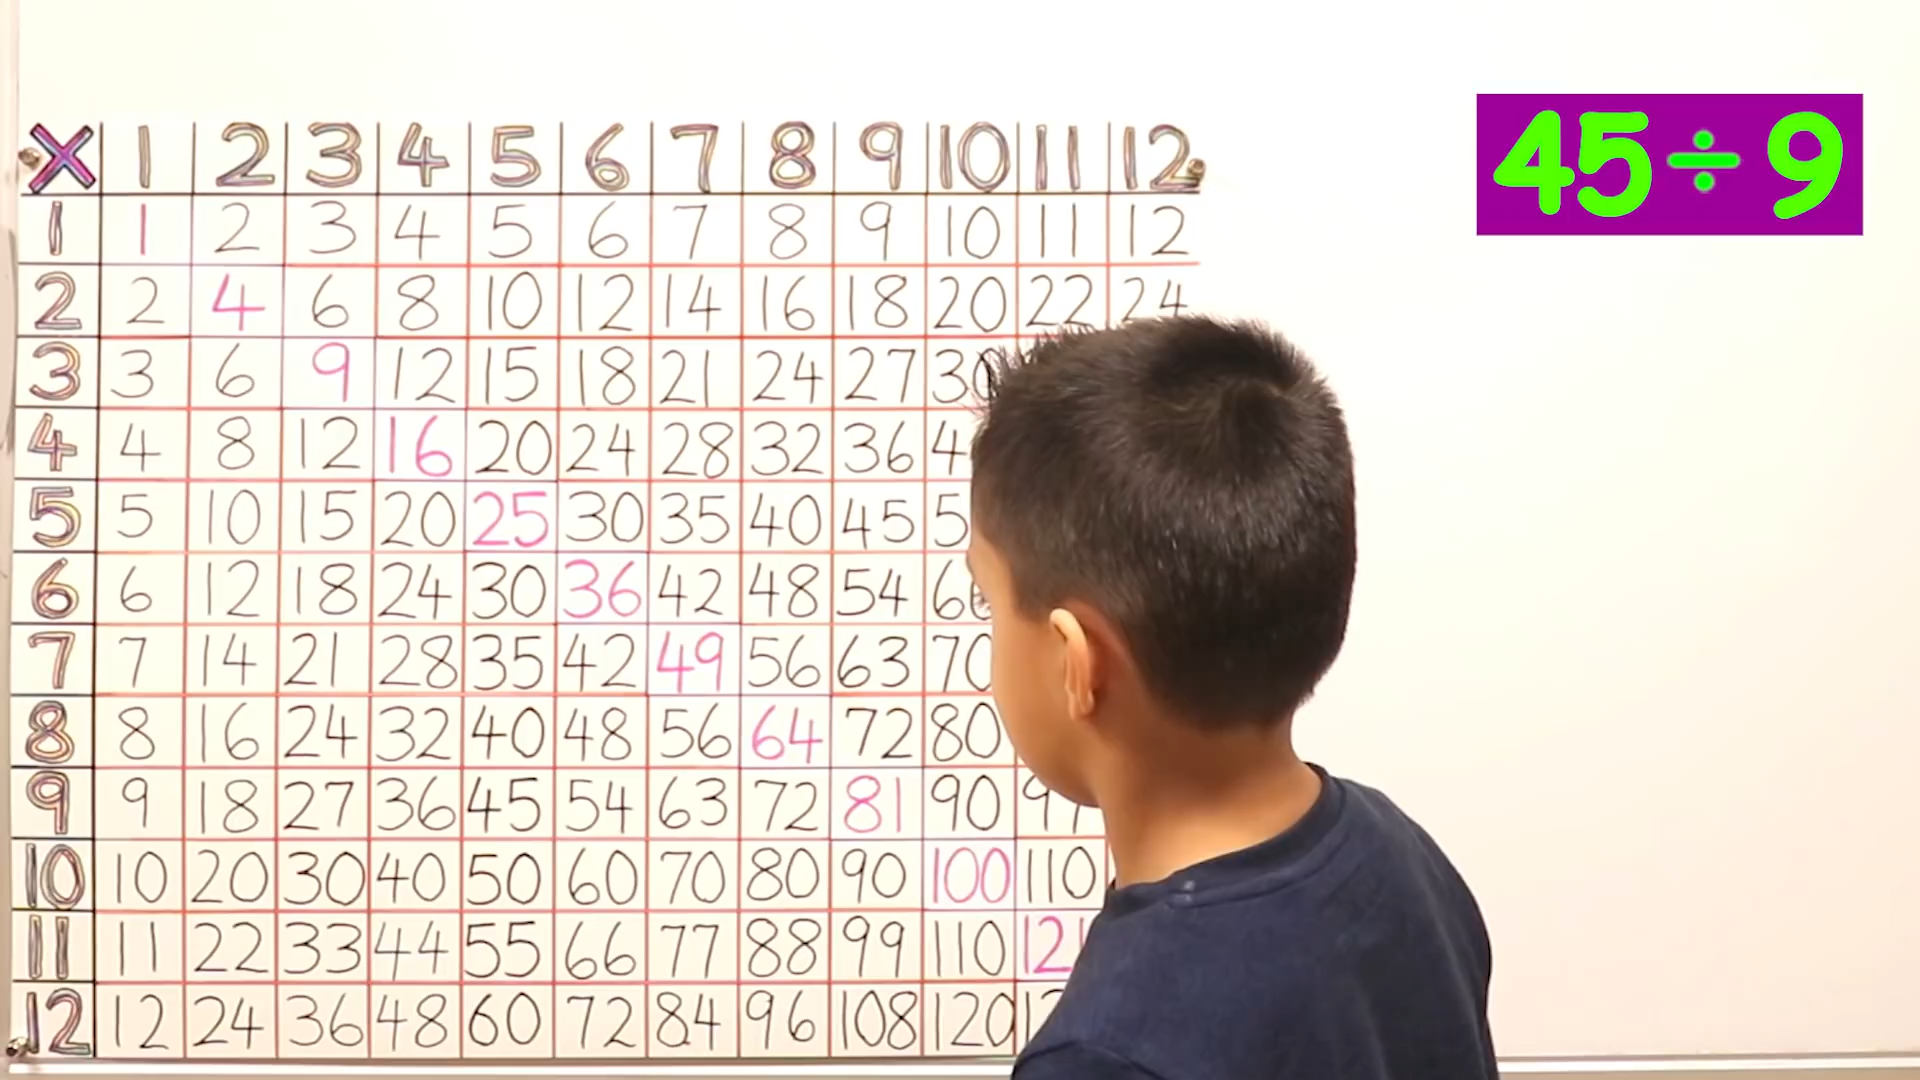 X 1 2 3 4 5 6 7 8 9 10 11 12
1 1 2 3 4 5 6 7 8 9 10 11 12
2 2 4 6 8 10 12 14 16 18 20 22 24
3 3 6 9 12 15 18 21 24 27 30
4 4 8 12 16 20 24 28 32 36
5 5 10 15 20 25 30 35 40 45
6 6 12 18 24 30 36 42 48 54 60
7 7 14 21 28 35 42 49 56 63 70
8 8 16 24 32 40 48 56 64 72 80
9 9 18 27 36 45 54 63 72 81 90 99
10 10 20 30 40 50 60 70 80 90 100 110
11 11 22 33 44 55 66 77 88 99 110 121
12 12 24 36 48 60 72 84 96 108 120
45÷9